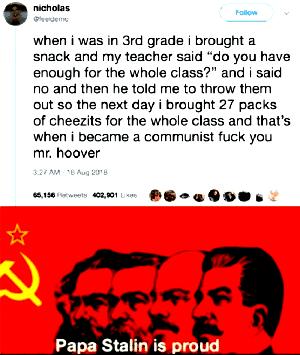 nicholas
Follow
when i was in 3rd grade i brought a
snack and my teacher said “do you have
enough for the whole class?” and i said
no and then he told me to throw them
out so the next day i brought 27 packs
of cheezits for the whole class and that’s
when i became a communist fuck you
mr. hoover
3:27 AM 16 Aug 2018
65,156 Retweets 402,901 Likes
Papa Stalin is proud